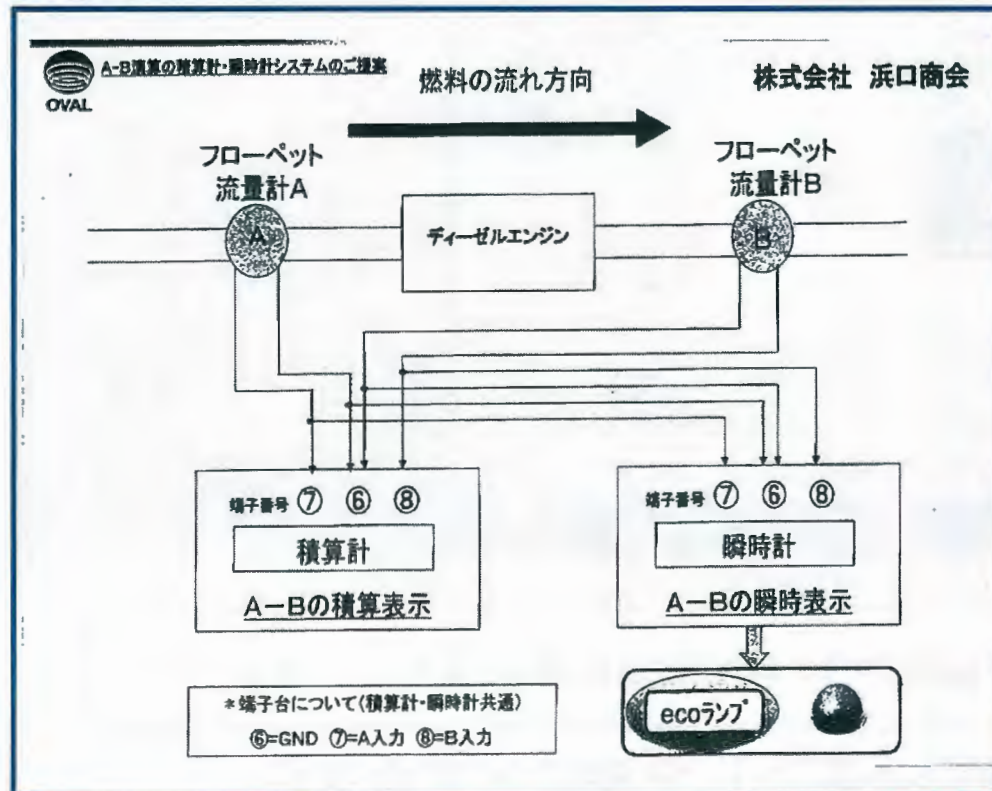 OVAL
A-B演算の積算計・瞬時計システムのご提案
燃料の流れ方向
株式会社 浜口商会
フローペット
流量計A
フローペット
流量計B
A
ディーゼルエンジン
B
端子番号 ⑦ ⑥ ⑧
積算計
A-Bの積算表示
端子番号 ⑦ ⑥ ⑧
瞬時計
A-Bの瞬時表示
*端子台について(積算計・瞬時計共通)
⑥=GND ⑦=A入力 ⑧=B入力
ecoランプ